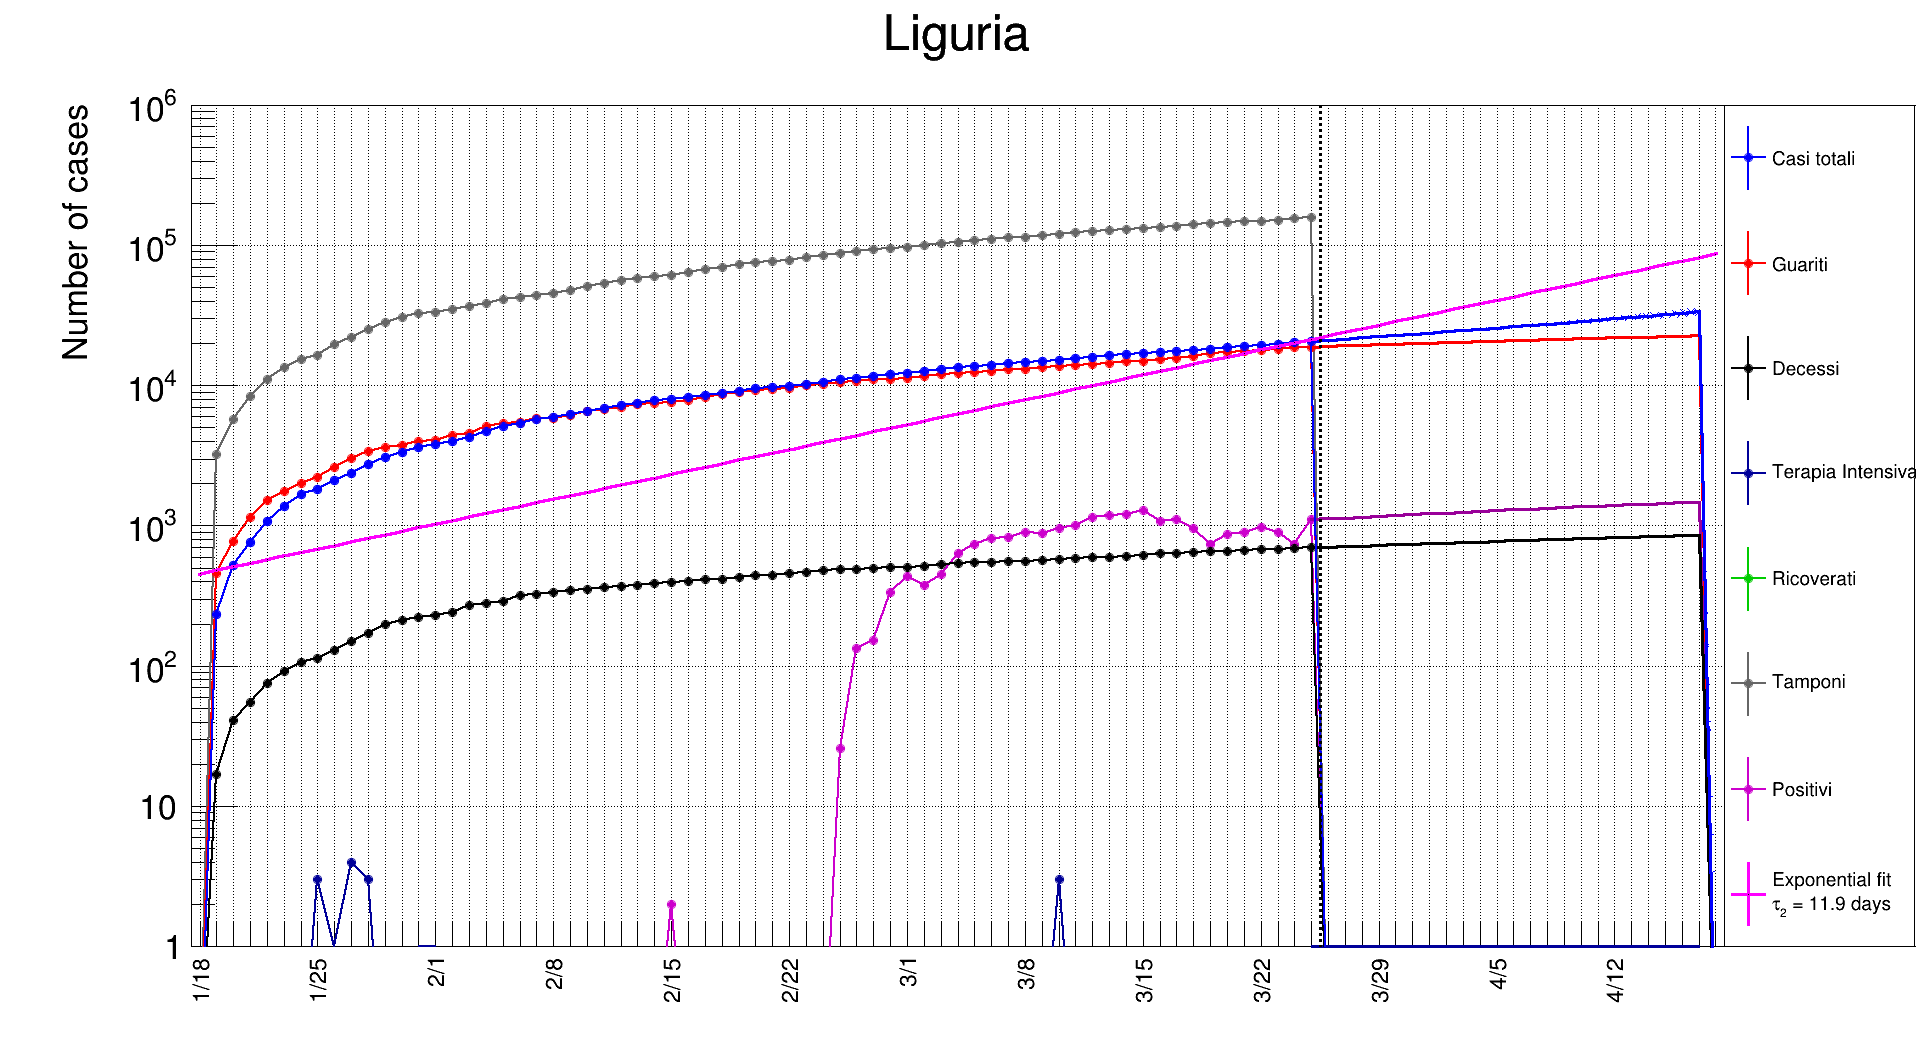 Liguria
Number of cases
10^6
10^5
10^4
10^3
10^2
10
1
1/18
1/25
2/1
2/8
2/15
2/22
3/1
3/8
3/15
3/22
3/29
4/5
4/12
Casi totali
Guariti
Decessi
Terapia Intensiva
Ricoverati
Tamponi
Positivi
Exponential fit
τ_2 = 11.9 days